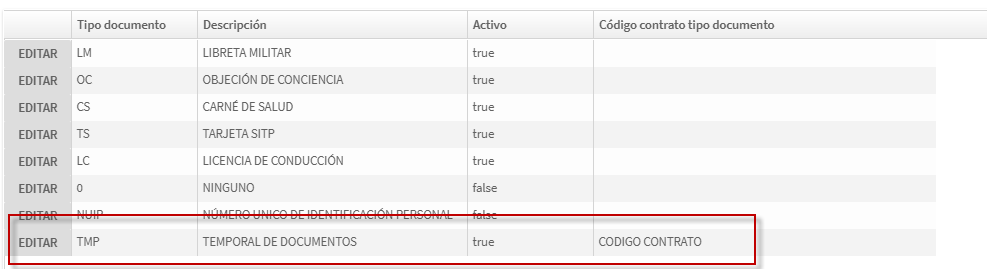 Tipo documento Descripción Activo Código contrato tipo documento
EDITAR LM LIBRETA MILITAR true
EDITAR OC OBJECIÓN DE CONCIENCIA true
EDITAR CS CARNÉ DE SALUD true
EDITAR TS TARJETA SITP true
EDITAR LC LICENCIA DE CONDUCCIÓN true
EDITAR 0 NINGUNO false
EDITAR NUIP NÚMERO UNICO DE IDENTIFICACIÓN PERSONAL false
EDITAR TMP TEMPORAL DE DOCUMENTOS true CODIGO CONTRATO